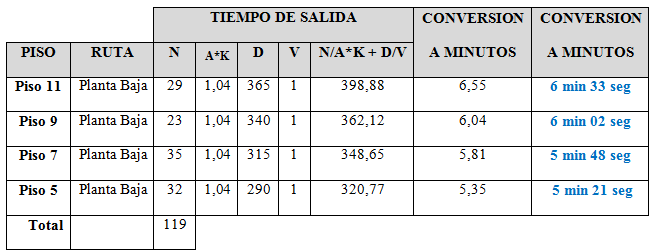 TIEMPO DE SALIDA CONVERSION CONVERSION
PISO RUTA N A*K D V N/A*K + D/V A MINUTOS A MINUTOS
Piso 11 Planta Baja 29 1,04 365 1 398,88 6,55 6 min 33 seg
Piso 9 Planta Baja 23 1,04 340 1 362,12 6,04 6 min 02 seg
Piso 7 Planta Baja 35 1,04 315 1 348,65 5,81 5 min 48 seg
Piso 5 Planta Baja 32 1,04 290 1 320,77 5,35 5 min 21 seg
Total 119